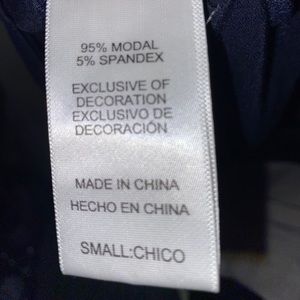 95% MODAL
5% SPANDEX
EXCLUSIVE OF
DECORATION
EXCLUSIVO DE
DECORACIÓN
MADE IN CHINA
HECHO EN CHINA
SMALL:CHICO